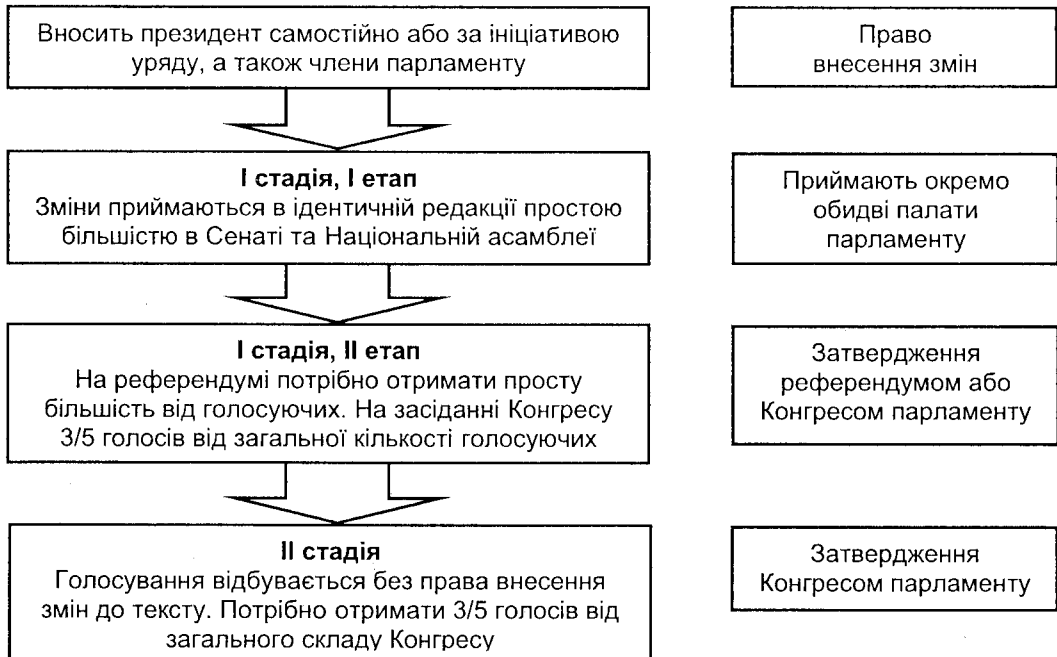 Вносить президент самостійно або за ініціативою
уряду, а також члени парламенту
Право
внесення змін
І стадія, І етап
Зміни приймаються в ідентичній редакції простою
більшістю в Сенаті та Національній асамблеї
Приймають окремо
обидві палати
парламенту
І стадія, ІІ етап
На референдумі потрібно отримати просту
більшість від голосуючих. На засіданні Конгресу
3/5 голосів від загальної кількості голосуючих
Затвердження
референдумом або
Конгресом парламенту
ІІ стадія
Голосування відбувається без права внесення
змін до тексту. Потрібно отримати 3/5 голосів від
загального складу Конгресу
Затвердження
Конгресом парламенту